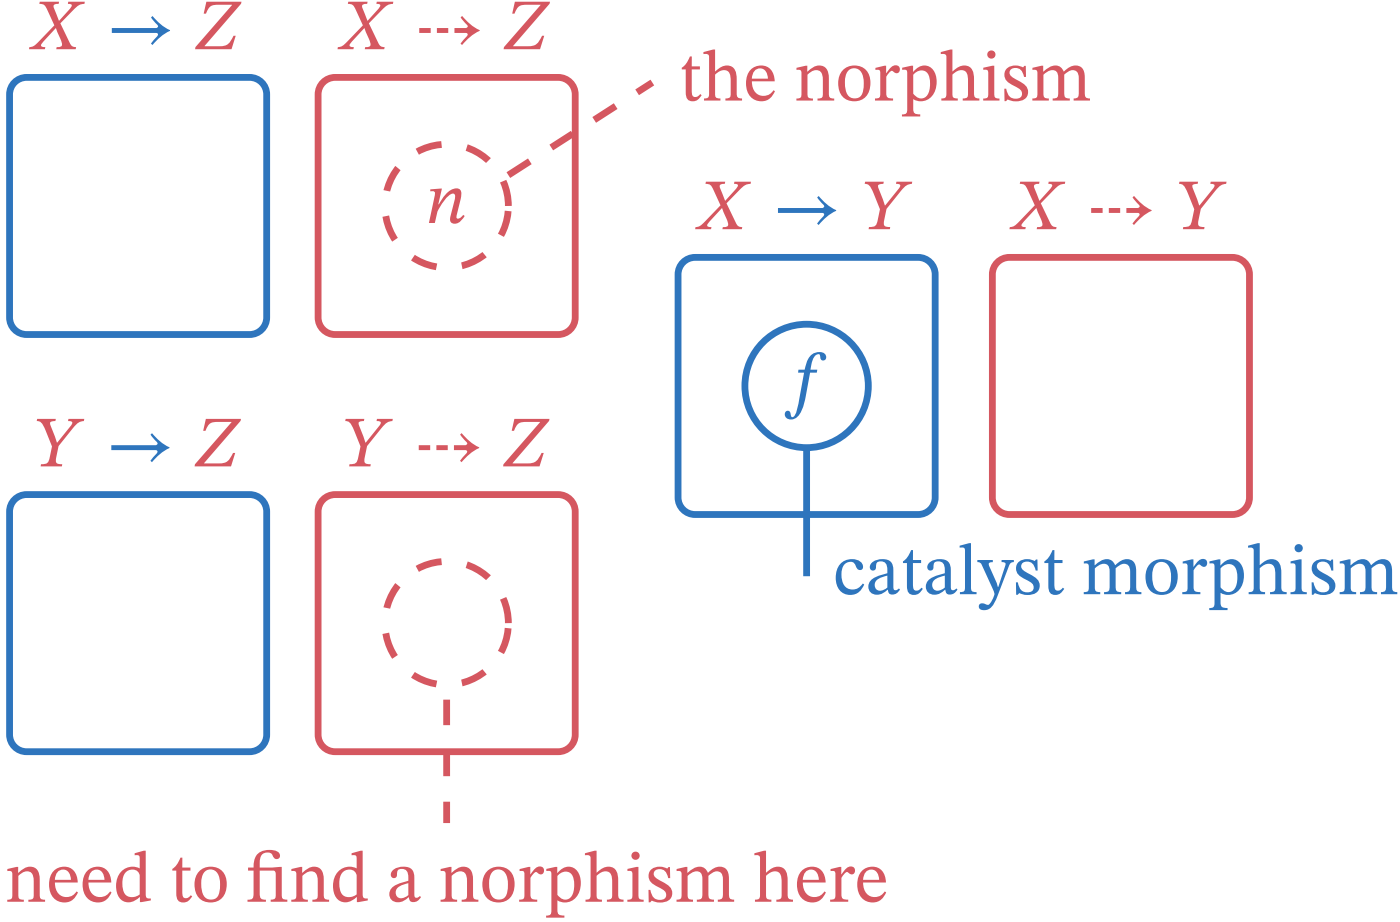 X → Z X ⇢ Z
the norphism
n
X → Y X ⇢ Y
f
Y → Z Y ⇢ Z
catalyst morphism
need to find a norphism here